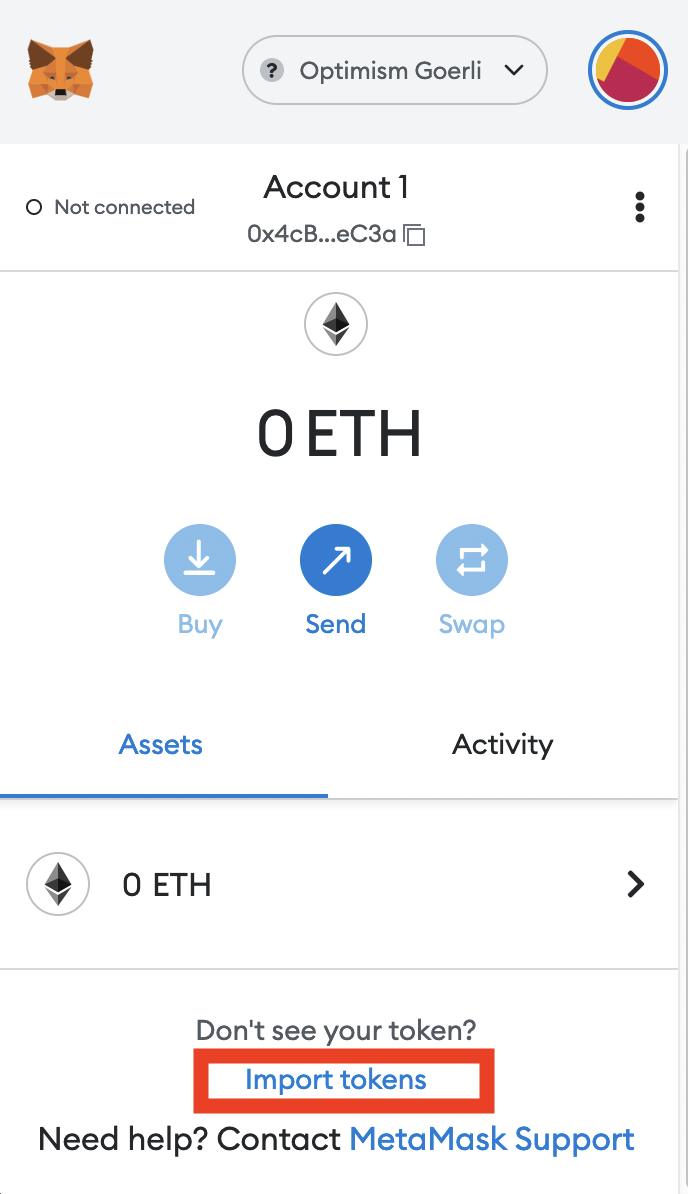 ? Optimism Goerli
Not connected
Account 1
0x4cB...eC3a
0 ETH
Buy
Send
Swap
Assets
Activity
0 ETH
Don't see your token?
Import tokens
Need help? Contact MetaMask Support